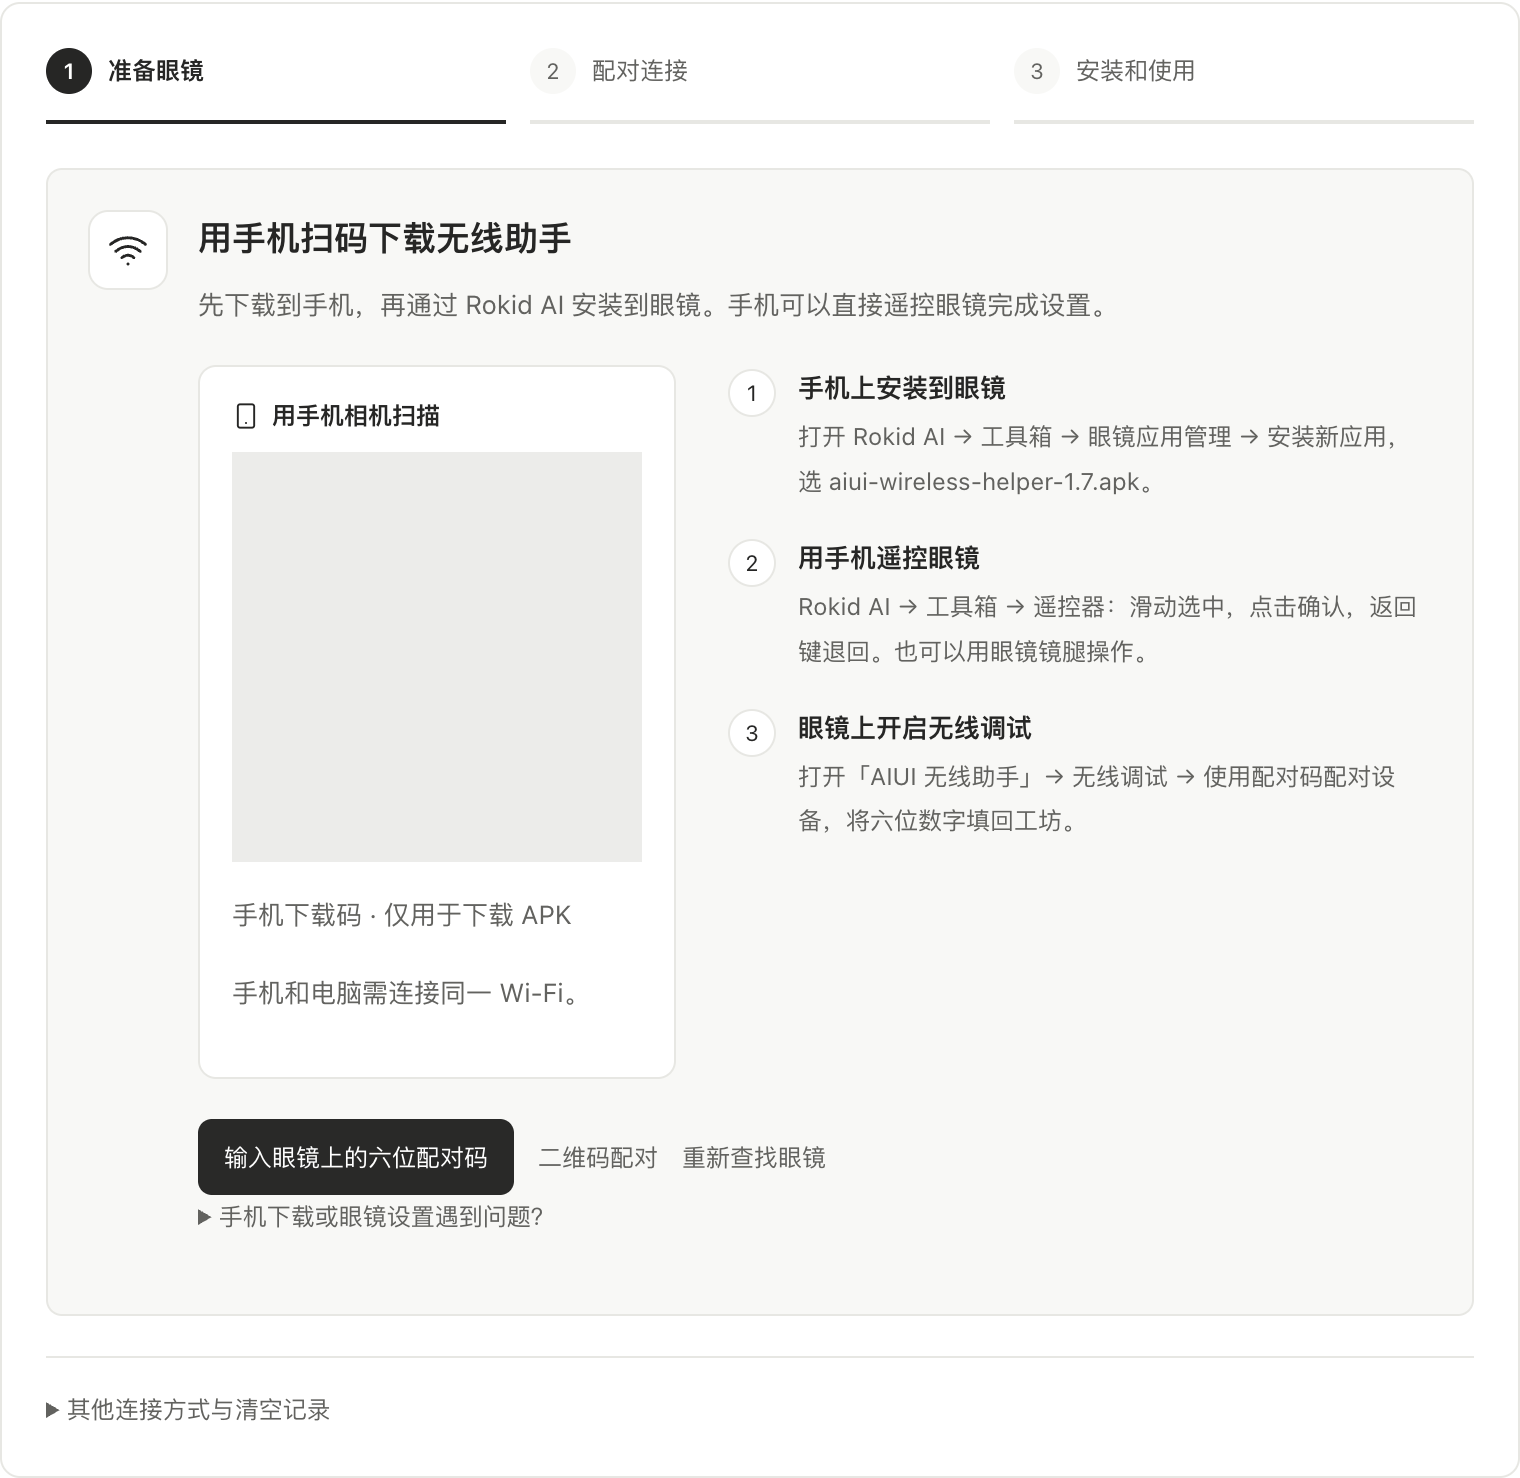 1 准备眼镜
2 配对连接
3 安装和使用
用手机扫码下载无线助手
先下载到手机，再通过 Rokid AI 安装到眼镜。手机可以直接遥控眼镜完成设置。
用手机相机扫描
手机下载码 · 仅用于下载 APK
手机和电脑需连接同一 Wi-Fi。
1 手机上安装到眼镜
打开 Rokid AI → 工具箱 → 眼镜应用管理 → 安装新应用，
选 aiui-wireless-helper-1.7.apk。
2 用手机遥控眼镜
Rokid AI → 工具箱 → 遥控器：滑动选中，点击确认，返回
键退回。也可以用眼镜镜腿操作。
3 眼镜上开启无线调试
打开「AIUI 无线助手」→ 无线调试 → 使用配对码配对设
备，将六位数字填回工坊。
输入眼镜上的六位配对码 二维码配对 重新查找眼镜
▶ 手机下载或眼镜设置遇到问题?
▶ 其他连接方式与清空记录